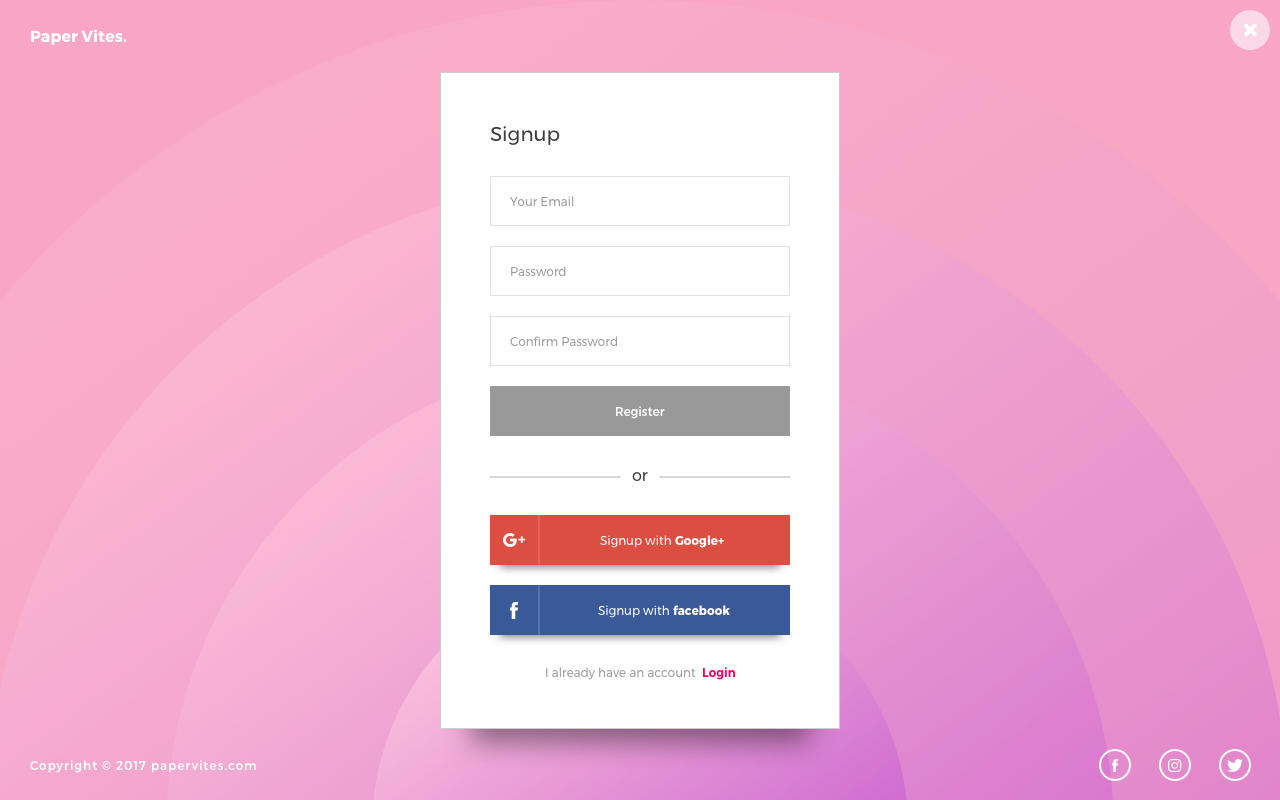 Paper Vites.
Signup
Your Email
Password
Confirm Password
Register
or
G+ Signup with Google+
f Signup with facebook
I already have an account Login
Copyright © 2017 papervites.com